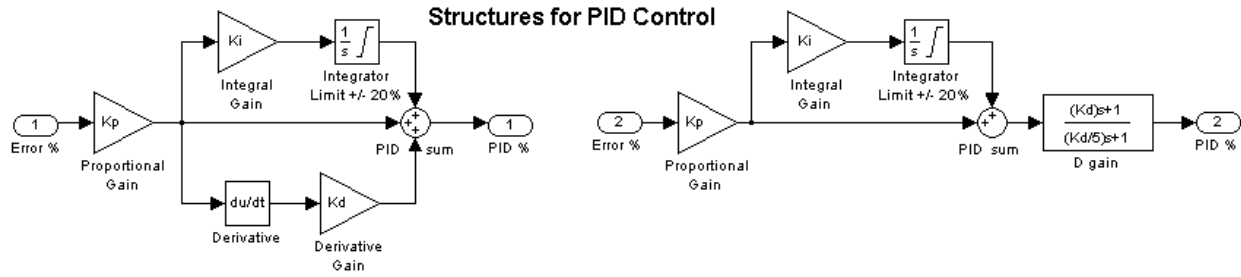 Structures for PID Control
Ki
Integral
Gain
1
s
Integrator
Limit +/- 20%
1
Error %
Kp
Proportional
Gain
+
+
+
PID sum
1
PID %
du/dt
Derivative
Kd
Derivative
Gain
Ki
Integral
Gain
1
s
Integrator
Limit +/- 20%
2
Error %
Kp
Proportional
Gain
+
+
PID sum
(Kd)s+1
(Kd/5)s+1
D gain
2
PID %